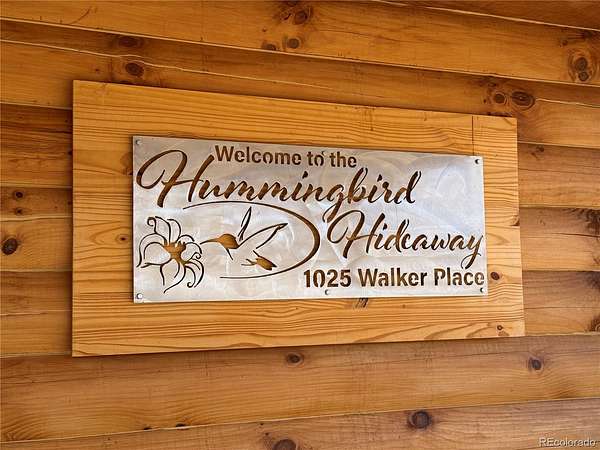 Welcome to the
Hummingbird
Hideaway
1025 Walker Place
REcolorado